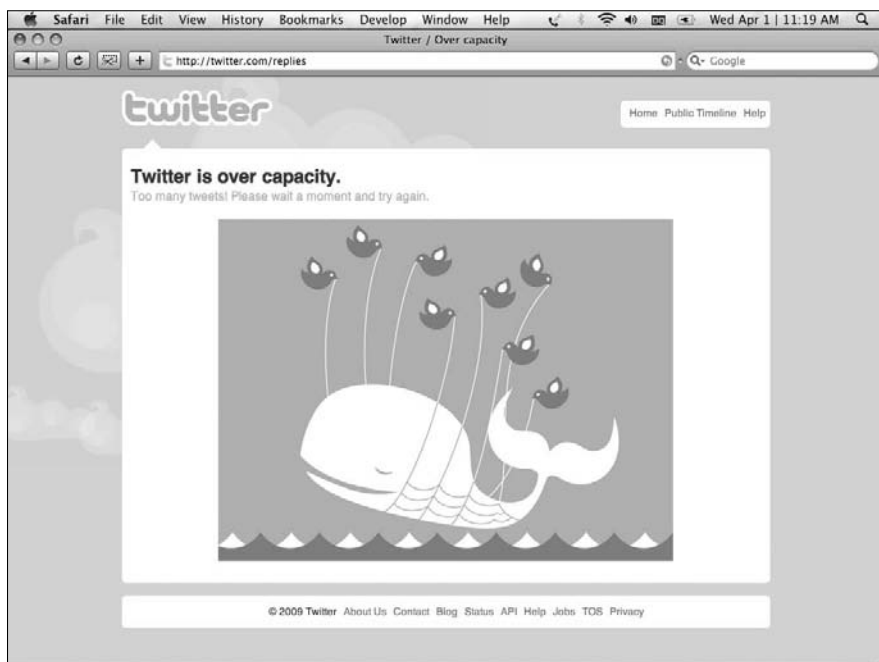 Safari File Edit View History Bookmarks Develop Window Help Wed Apr 1 | 11:19 AM
Twitter / Over capacity
http://twitter.com/replies Google
twitter
Home Public Timeline Help
Twitter is over capacity.
Too many tweets! Please wait a moment and try again.
© 2009 Twitter About Us Contact Blog Status API Help Jobs TOS Privacy